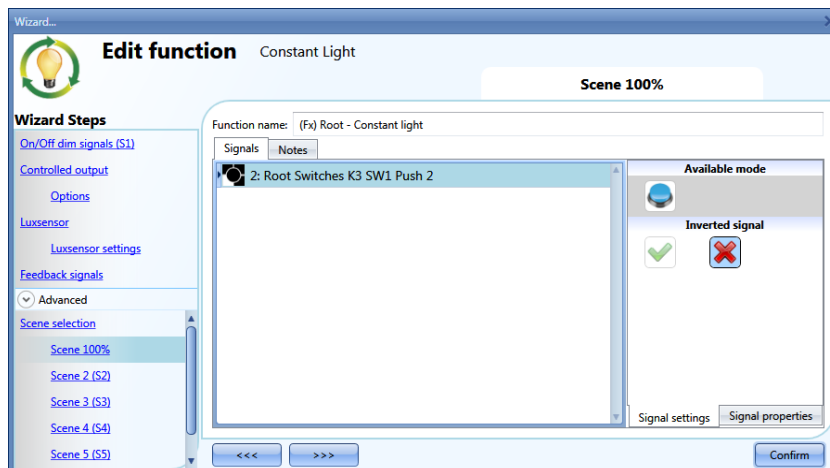 Wizard...
Edit function Constant Light
Scene 100%
Wizard Steps
On/Off dim signals (S1)
Controlled output
Options
Luxsensor
Luxsensor settings
Feedback signals
Advanced
Scene selection
Scene 100%
Scene 2 (S2)
Scene 3 (S3)
Scene 4 (S4)
Scene 5 (S5)
Function name: (Fx) Root - Constant light
Signals Notes
2: Root Switches K3 SW1 Push 2
Available mode
Inverted signal
Signal settings Signal properties
<<< >>> Confirm